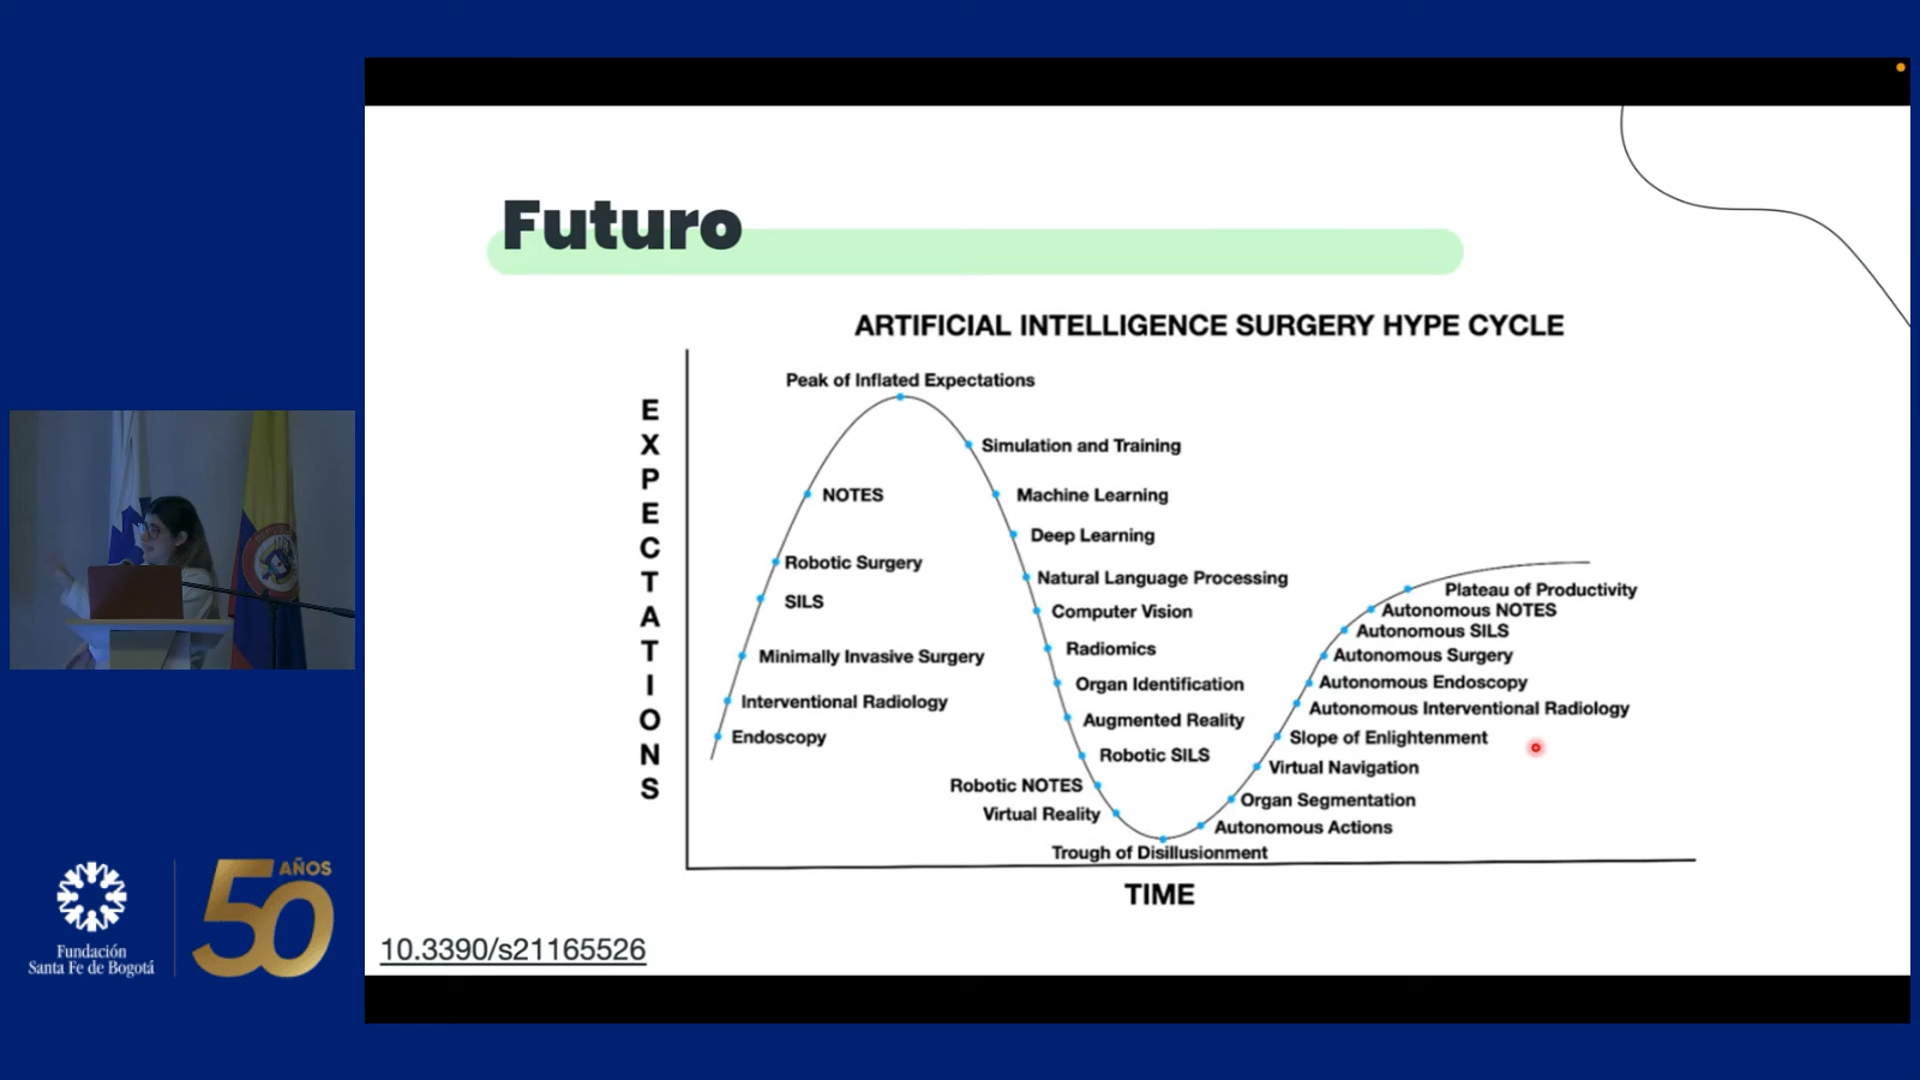 Futuro
ARTIFICIAL INTELLIGENCE SURGERY HYPE CYCLE
EXPECTATIONS
Peak of Inflated Expectations
Simulation and Training
NOTES
Machine Learning
Deep Learning
Robotic Surgery
Natural Language Processing
SILS
Computer Vision
Minimally Invasive Surgery
Radiomics
Organ Identification
Interventional Radiology
Augmented Reality
Endoscopy
Robotic SILS
Robotic NOTES
Virtual Reality
Trough of Disillusionment
Plateau of Productivity
Autonomous NOTES
Autonomous SILS
Autonomous Surgery
Autonomous Endoscopy
Autonomous Interventional Radiology
Slope of Enlightenment
Virtual Navigation
Organ Segmentation
Autonomous Actions
TIME
10.3390/s21165526
Fundación
Santa Fe de Bogotá
50 AÑOS